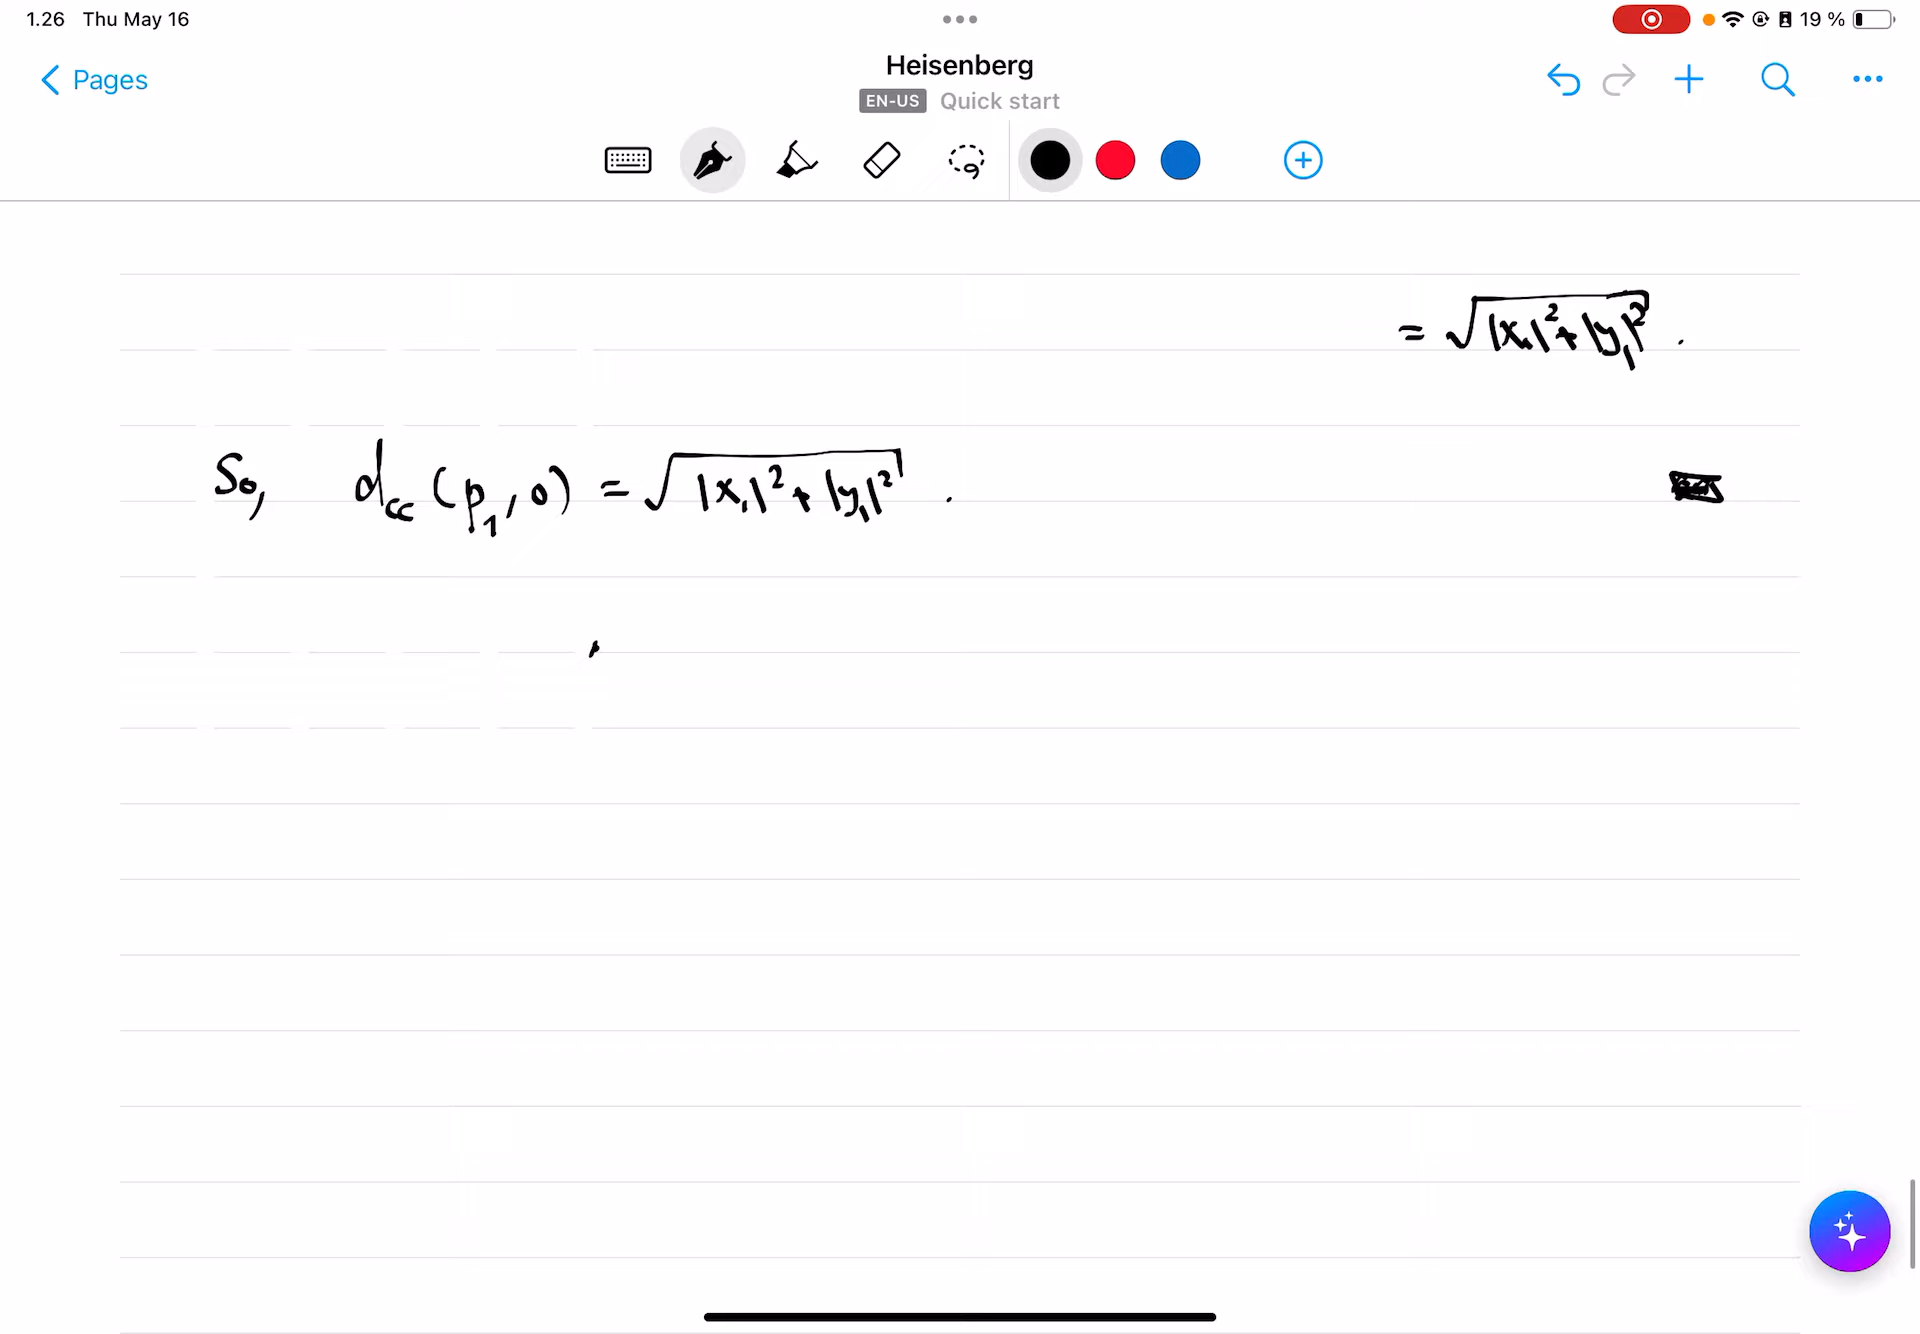 1.26 Thu May 16
19 %
Pages
Heisenberg
EN-US Quick start
= √|x₁|² + |y₁|² .
So, d_cc (p₁, 0) = √|x₁|² + |y₁|² .